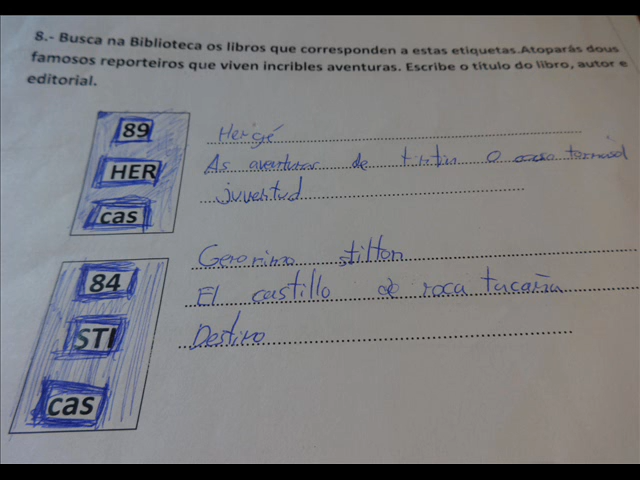 8.- Busca na Biblioteca os libros que corresponden a estas etiquetas.Atoparás dous
famosos reporteiros que viven incribles aventuras. Escribe o título do libro, autor e
editorial.
89
HER
cas
Hergé
As aventuras de tintin O
juventud
84
STI
cas
Geronimo stilton
El castillo de roca tacaña
Destino